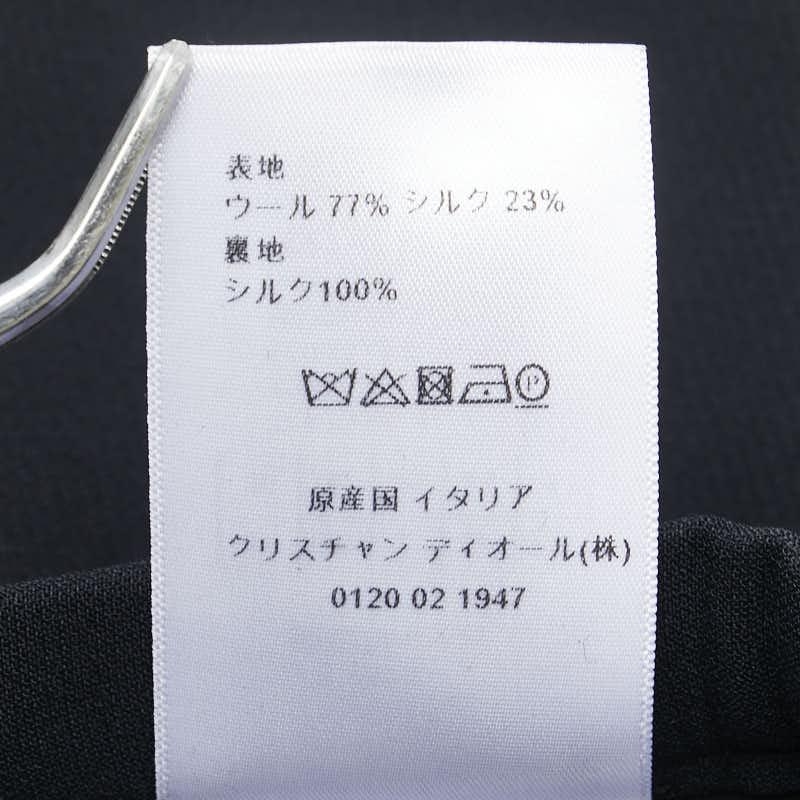 表地
ウール 77% シルク 23%
裏地
シルク100%
P
原産国 イタリア
クリスチャン ディオール(株)
0120 02 1947